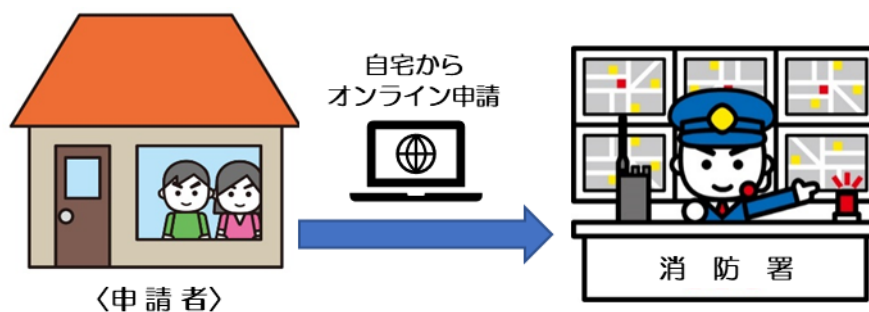 自宅から
オンライン申請
消 防 署
〈申 請 者〉